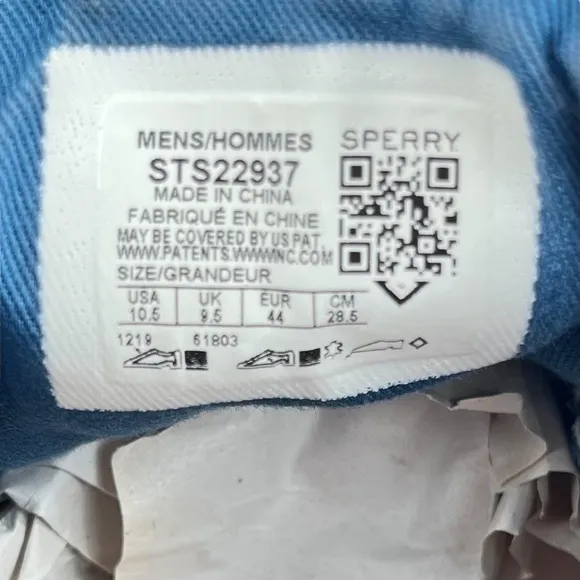 MENS/HOMMES
SPERRY
STS22937
MADE IN CHINA
FABRIQUÉ EN CHINE
MAY BE COVERED BY US PAT.
WWW.PATENTS.WWWINC.COM
SIZE/GRANDEUR
USA UK EUR CM
10.5 9.5 44 28.5
1219 61803